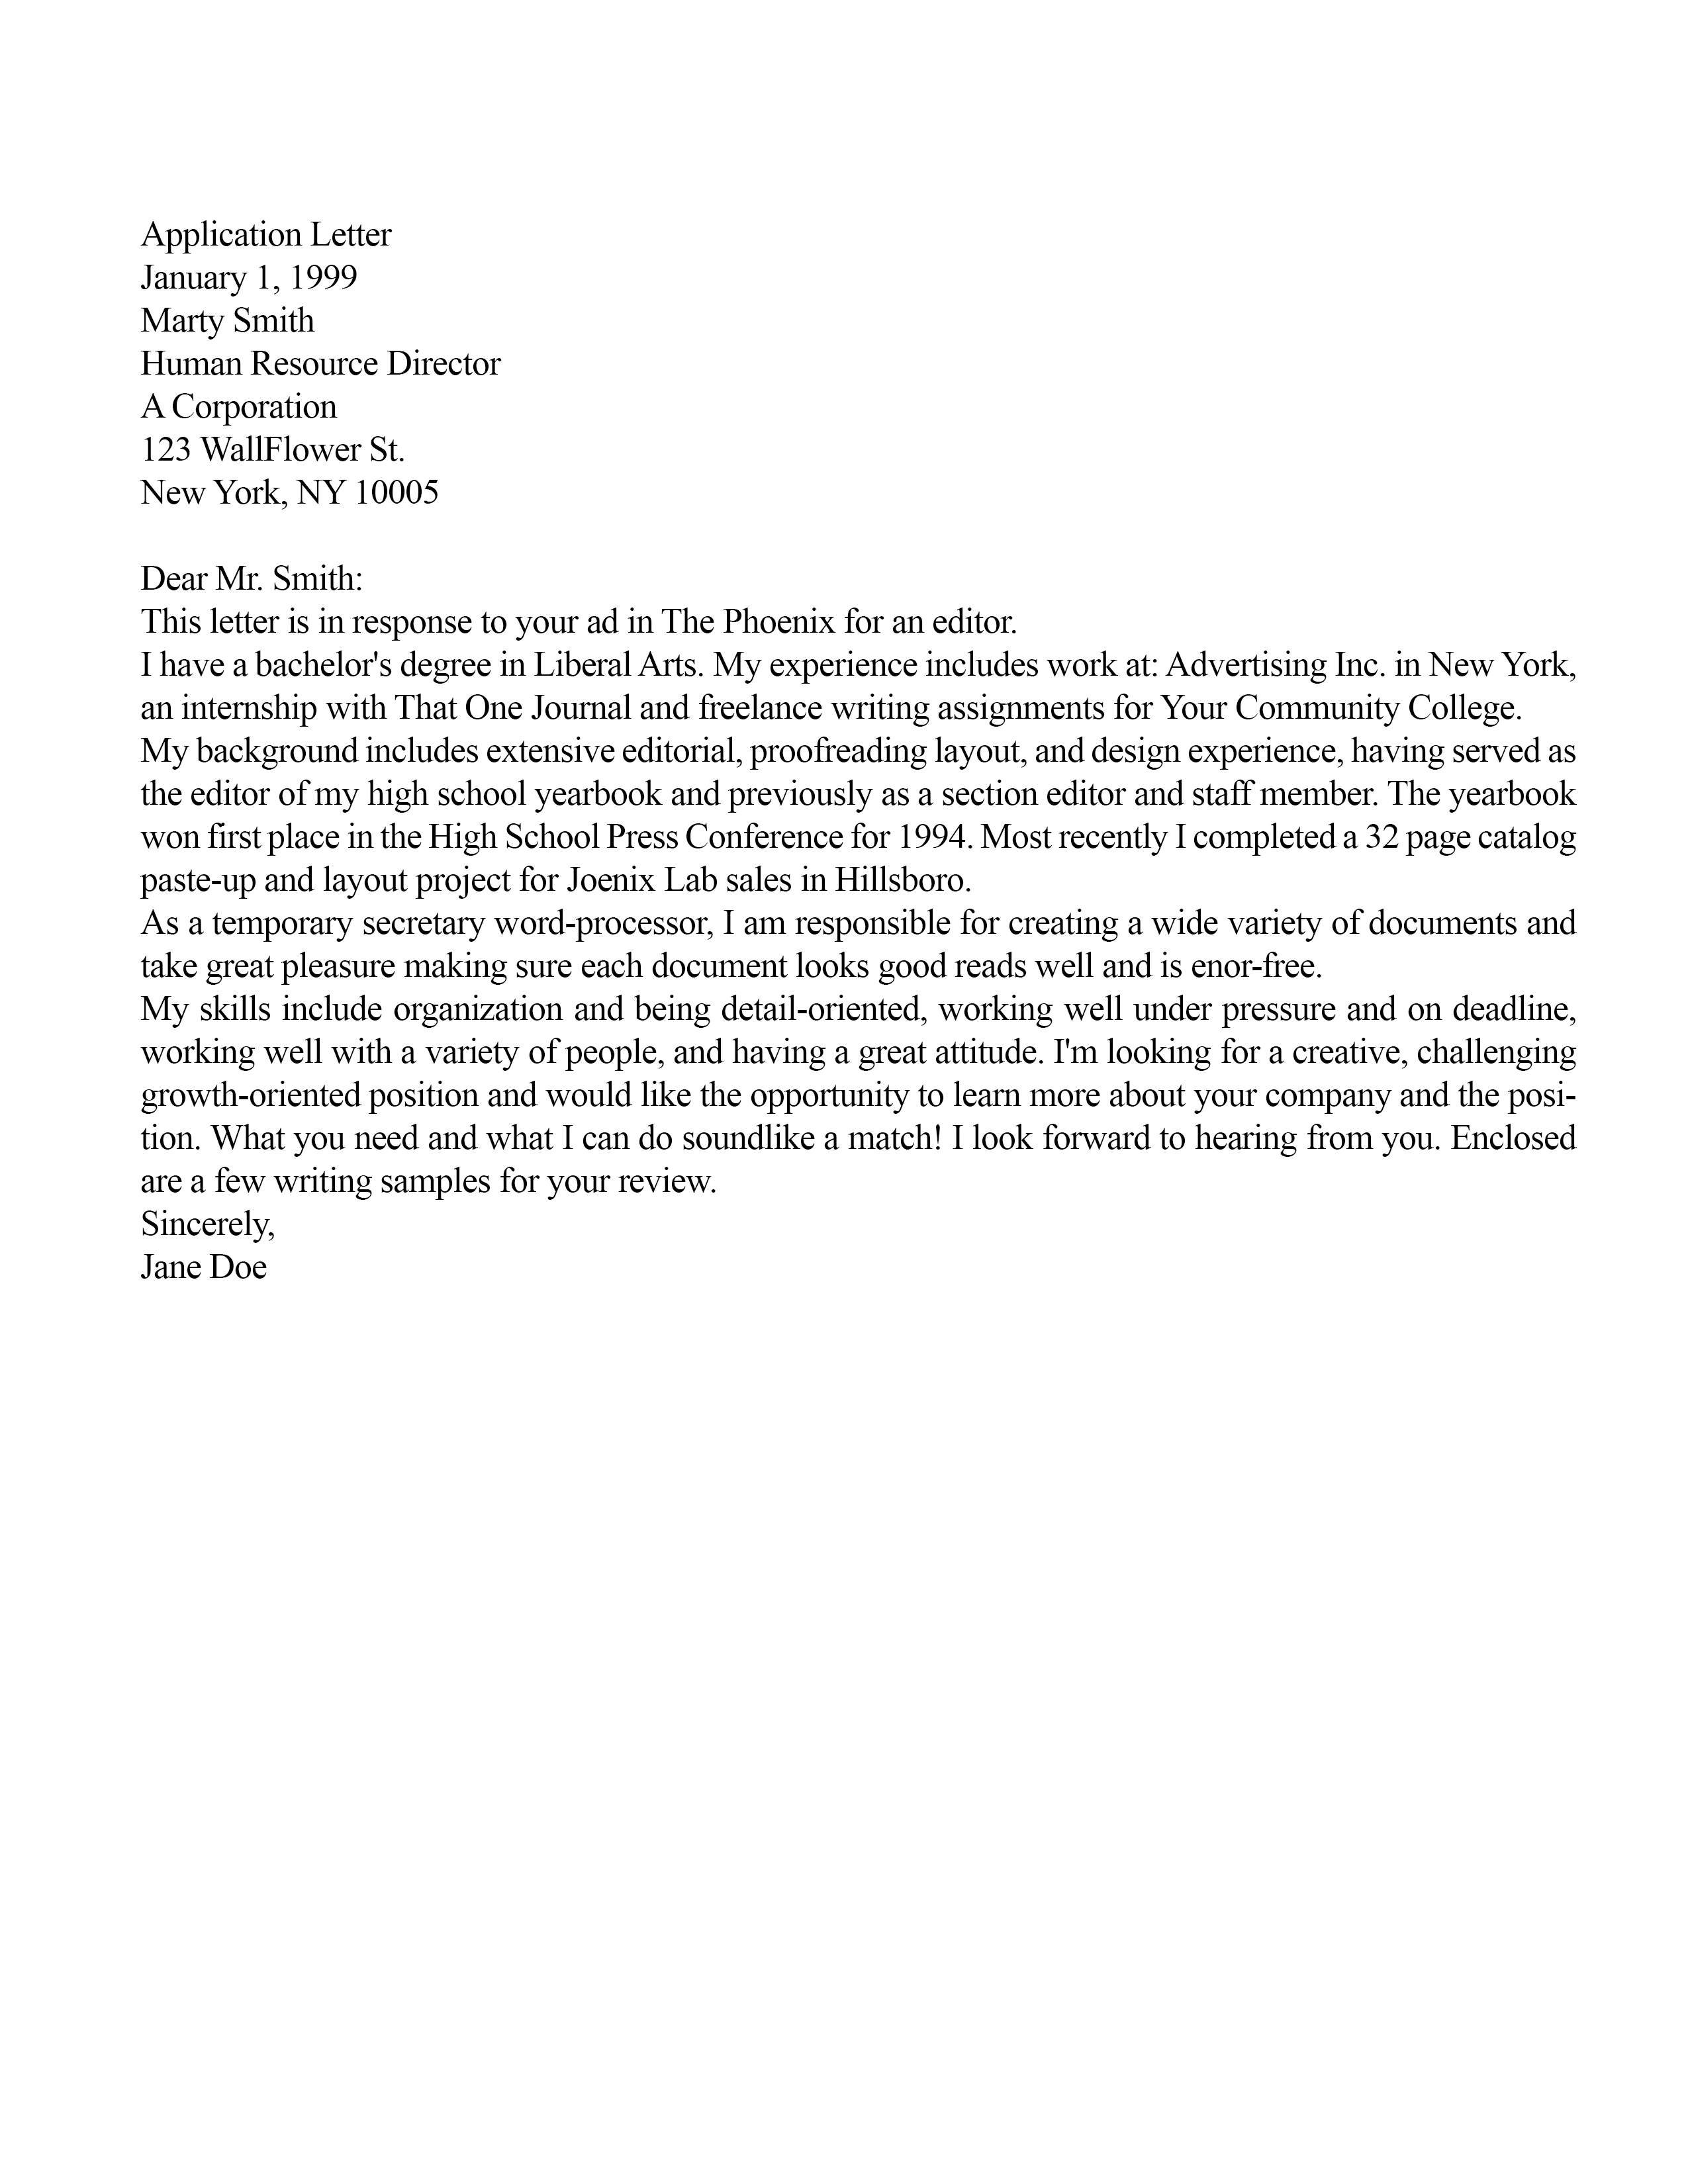 Application Letter
January 1, 1999
Marty Smith
Human Resource Director
A Corporation
123 WallFlower St.
New York, NY 10005
Dear Mr. Smith:
This letter is in response to your ad in The Phoenix for an editor.
I have a bachelor's degree in Liberal Arts. My experience includes work at: Advertising Inc. in New York,
an internship with That One Journal and freelance writing assignments for Your Community College.
My background includes extensive editorial, proofreading layout, and design experience, having served as
the editor of my high school yearbook and previously as a section editor and staff member. The yearbook
won first place in the High School Press Conference for 1994. Most recently I completed a 32 page catalog
paste-up and layout project for Joenix Lab sales in Hillsboro.
As a temporary secretary word-processor, I am responsible for creating a wide variety of documents and
take great pleasure making sure each document looks good reads well and is enor-free.
My skills include organization and being detail-oriented, working well under pressure and on deadline,
working well with a variety of people, and having a great attitude. I'm looking for a creative, challenging
growth-oriented position and would like the opportunity to learn more about your company and the posi-
tion. What you need and what I can do soundlike a match! I look forward to hearing from you. Enclosed
are a few writing samples for your review.
Sincerely,
Jane Doe